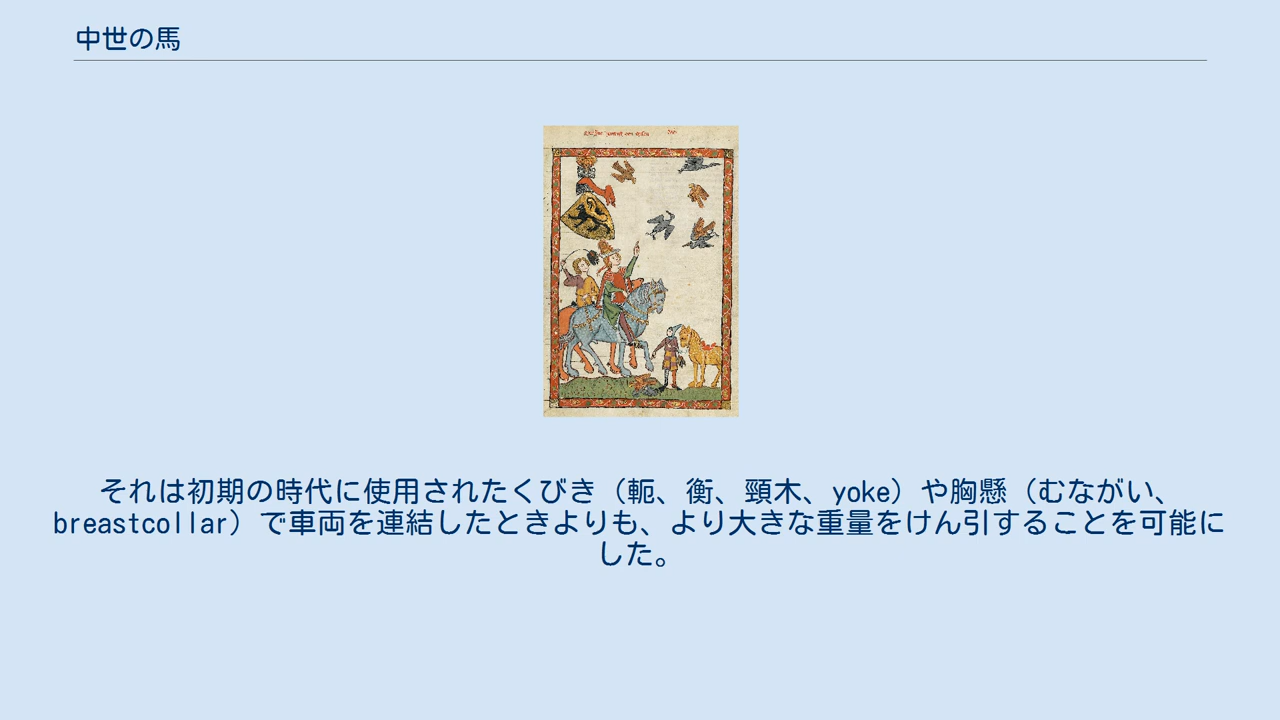 中世の馬
それは初期の時代に使用されたくびき（軛、衡、頸木、yoke）や胸懸（むながい、
breastcollar）で車両を連結したときよりも、より大きな重量をけん引することを可能に
した。